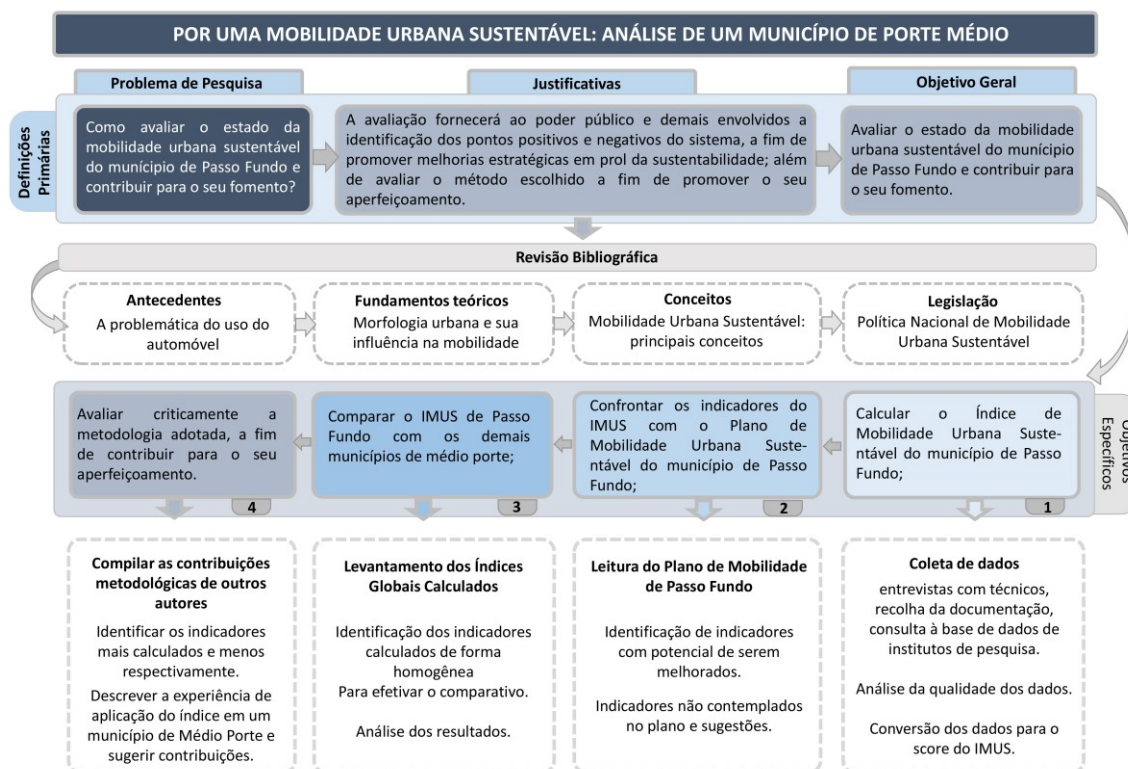 POR UMA MOBILIDADE URBANA SUSTENTÁVEL: ANÁLISE DE UM MUNICÍPIO DE PORTE MÉDIO
Problema de Pesquisa
Justificativas
Objetivo Geral
Definições
Primárias
Como avaliar o estado da
mobilidade urbana sustentável
do munícipio de Passo Fundo e
contribuir para o seu fomento?
A avaliação fornecerá ao poder público e demais envolvidos a
identificação dos pontos positivos e negativos do sistema, a fim de
promover melhorias estratégicas em prol da sustentabilidade; além
de avaliar o método escolhido a fim de promover o seu
aperfeiçoamento.
Avaliar o estado da mobilidade
urbana sustentável do munícipio
de Passo Fundo e contribuir para
o seu fomento.
Revisão Bibliográfica
Antecedentes
A problemática do uso do
automóvel
Fundamentos teóricos
Morfologia urbana e sua
influência na mobilidade
Conceitos
Mobilidade Urbana Sustentável:
principais conceitos
Legislação
Política Nacional de Mobilidade
Urbana Sustentável
Avaliar criticamente a
metodologia adotada, a fim
de contribuir para o seu
aperfeiçoamento.
4
Comparar o IMUS de Passo
Fundo com os demais
municípios de médio porte;
3
Confrontar os indicadores do
IMUS com o Plano de
Mobilidade Urbana Suste-
ntável do município de Passo
Fundo;
2
Calcular o Índice de
Mobilidade Urbana Suste-
ntável do município de Passo
Fundo;
1
Objetivos
Específicos
Compilar as contribuições
metodológicas de outros
autores
Identificar os indicadores
mais calculados e menos
respectivamente.
Descrever a experiência de
aplicação do índice em um
município de Médio Porte e
sugerir contribuições.
Levantamento dos Índices
Globais Calculados
Identificação dos indicadores
calculados de forma
homogênea
Para efetivar o comparativo.
Análise dos resultados.
Leitura do Plano de Mobilidade
de Passo Fundo
Identificação de indicadores
com potencial de serem
melhorados.
Indicadores não contemplados
no plano e sugestões.
Coleta de dados
entrevistas com técnicos,
recolha da documentação,
consulta à base de dados de
institutos de pesquisa.
Análise da qualidade dos dados.
Conversão dos dados para o
score do IMUS.